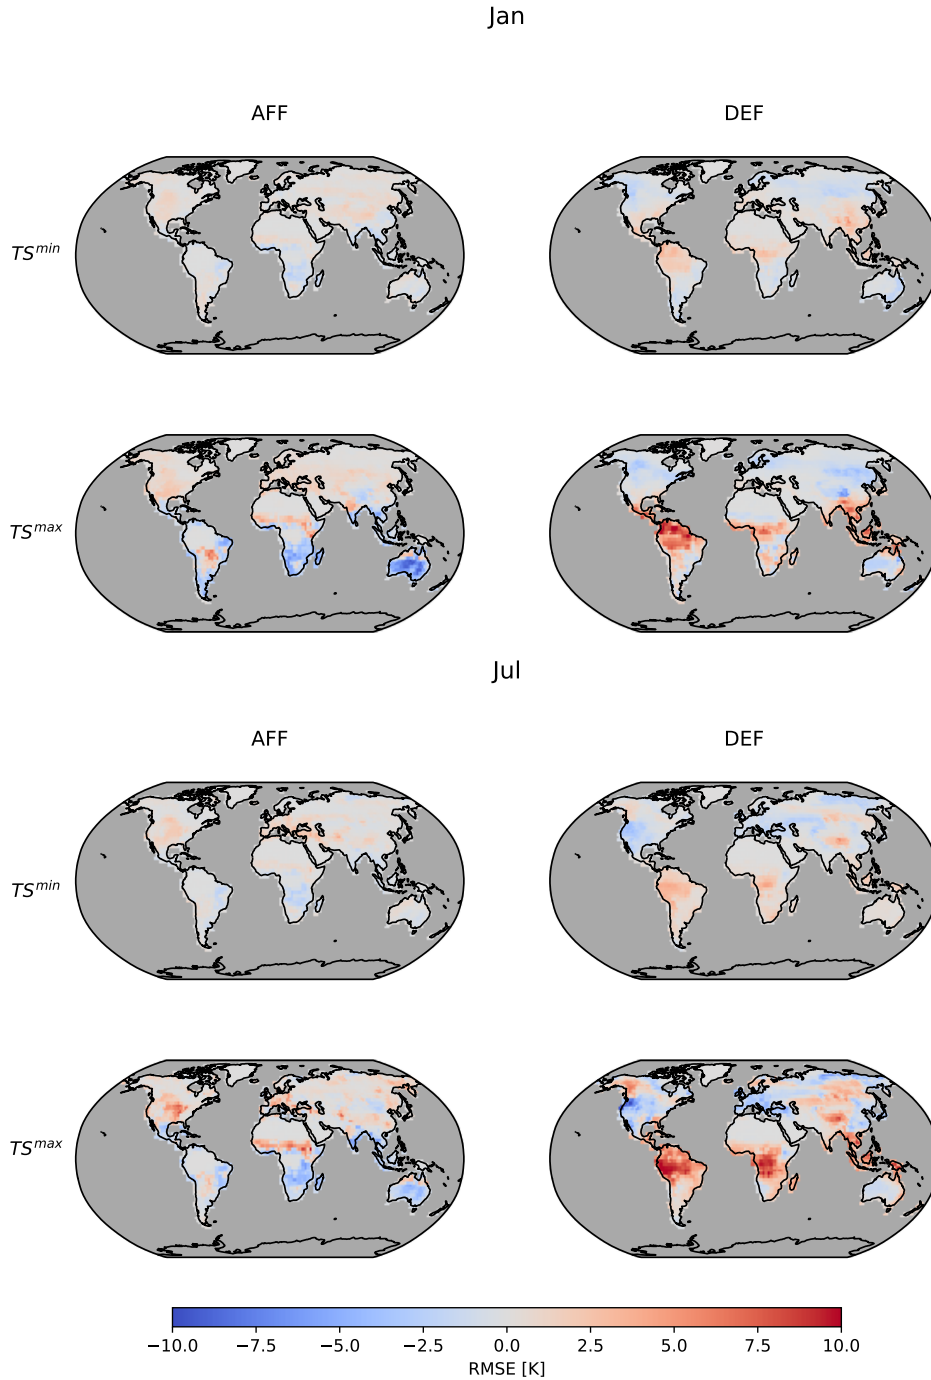 Jan
AFF DEF
TS^min
TS^max
Jul
AFF DEF
TS^min
TS^max
−10.0 −7.5 −5.0 −2.5 0.0 2.5 5.0 7.5 10.0
RMSE [K]